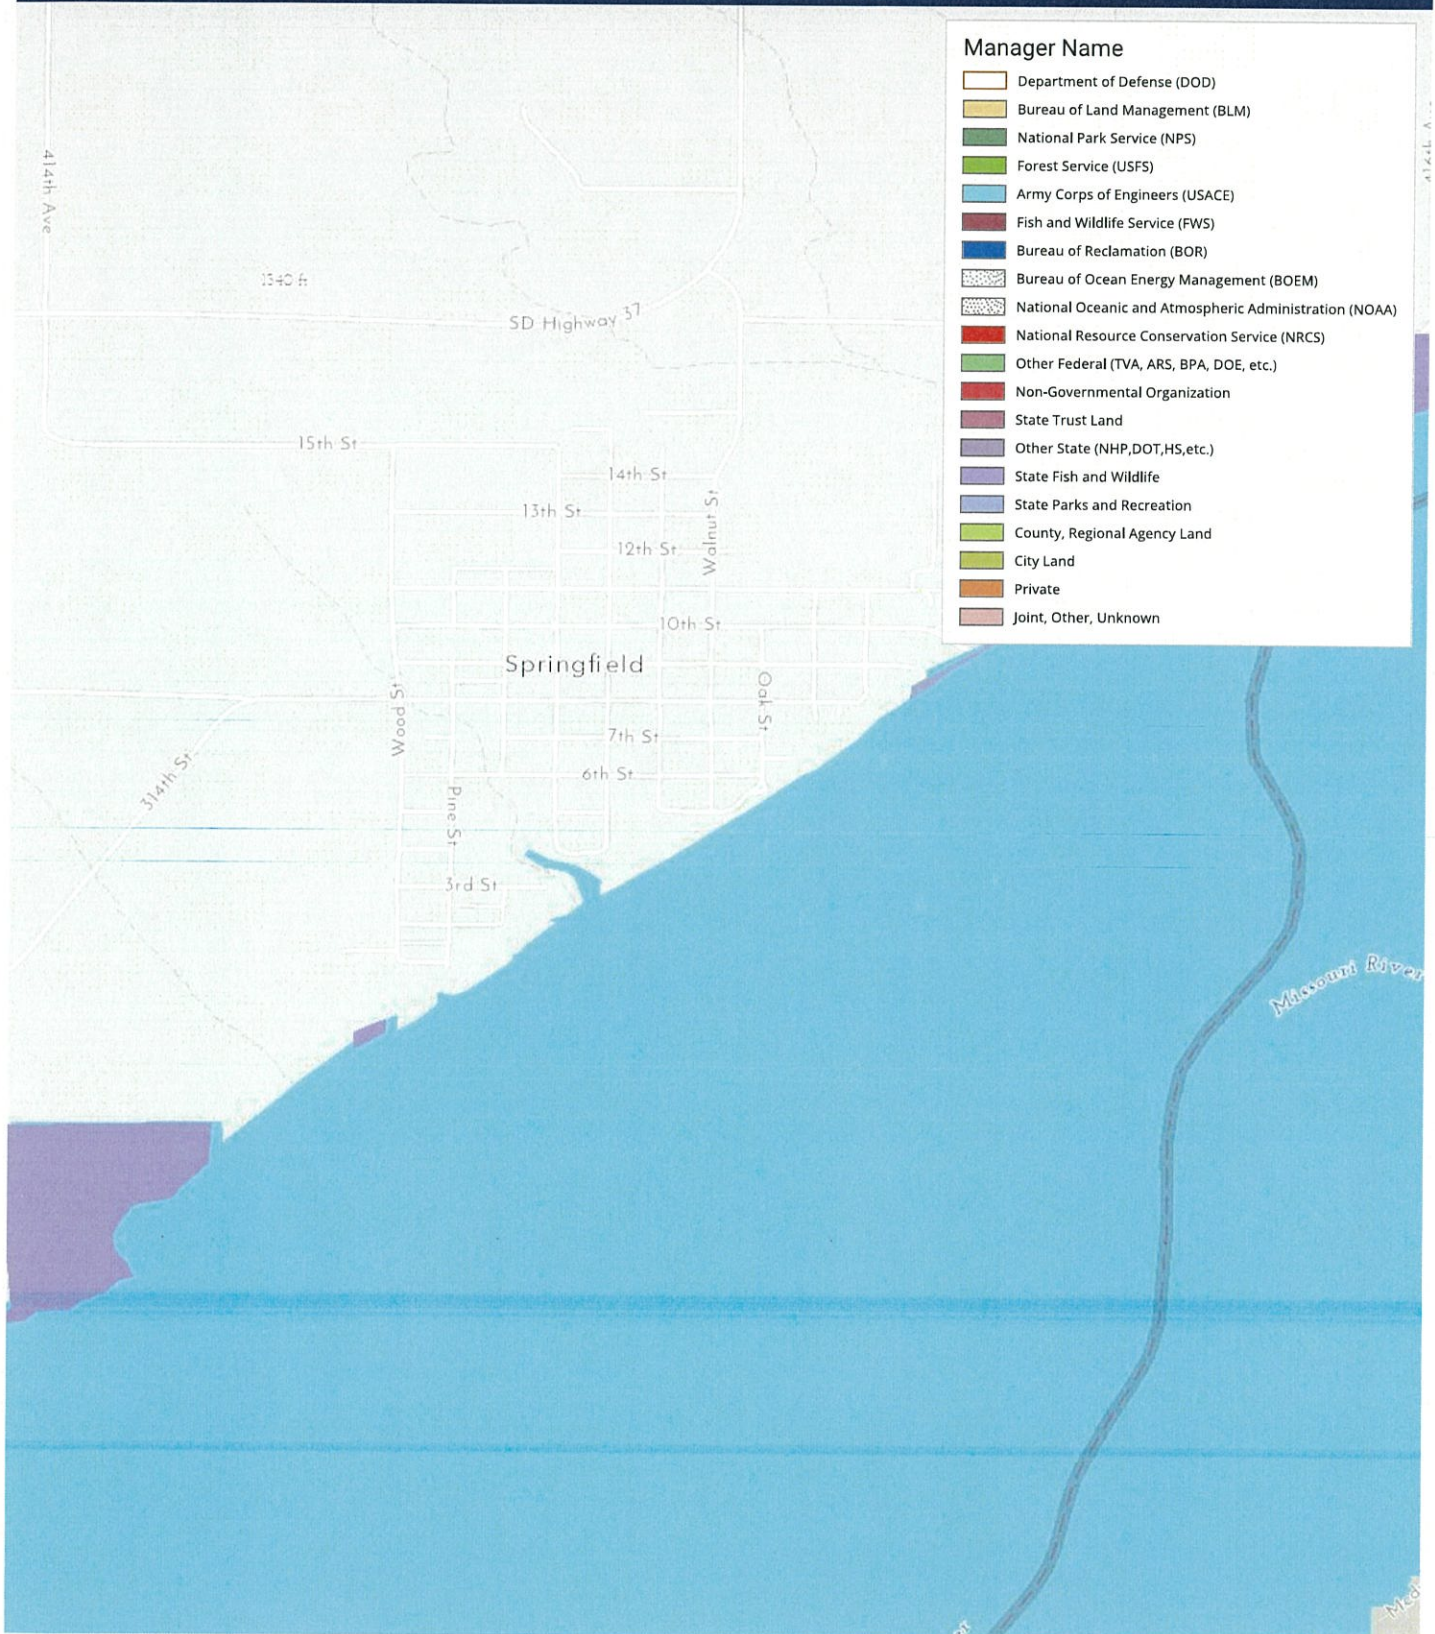 Manager Name
Department of Defense (DOD)
Bureau of Land Management (BLM)
National Park Service (NPS)
Forest Service (USFS)
Army Corps of Engineers (USACE)
Fish and Wildlife Service (FWS)
Bureau of Reclamation (BOR)
Bureau of Ocean Energy Management (BOEM)
National Oceanic and Atmospheric Administration (NOAA)
National Resource Conservation Service (NRCS)
Other Federal (TVA, ARS, BPA, DOE, etc.)
Non-Governmental Organization
State Trust Land
Other State (NHP,DOT,HS,etc.)
State Fish and Wildlife
State Parks and Recreation
County, Regional Agency Land
City Land
Private
Joint, Other, Unknown
414th Ave
1340 ft
SD Highway 37
15th St
14th St
13th St
Walnut St
12th St
10th St
Springfield
Wood St
Oak St
7th St
314th St
6th St
Pine St
3rd St
Missouri River